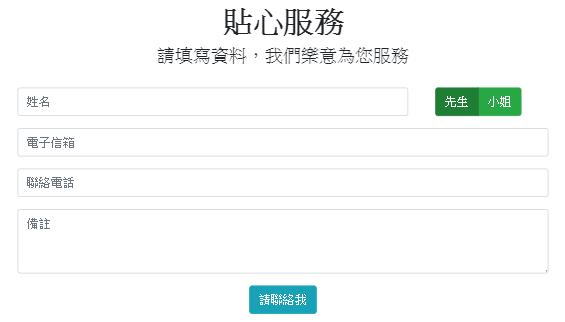 貼心服務
請填寫資料，我們樂意為您服務
姓名
先生 小姐
電子信箱
聯絡電話
備註
請聯絡我